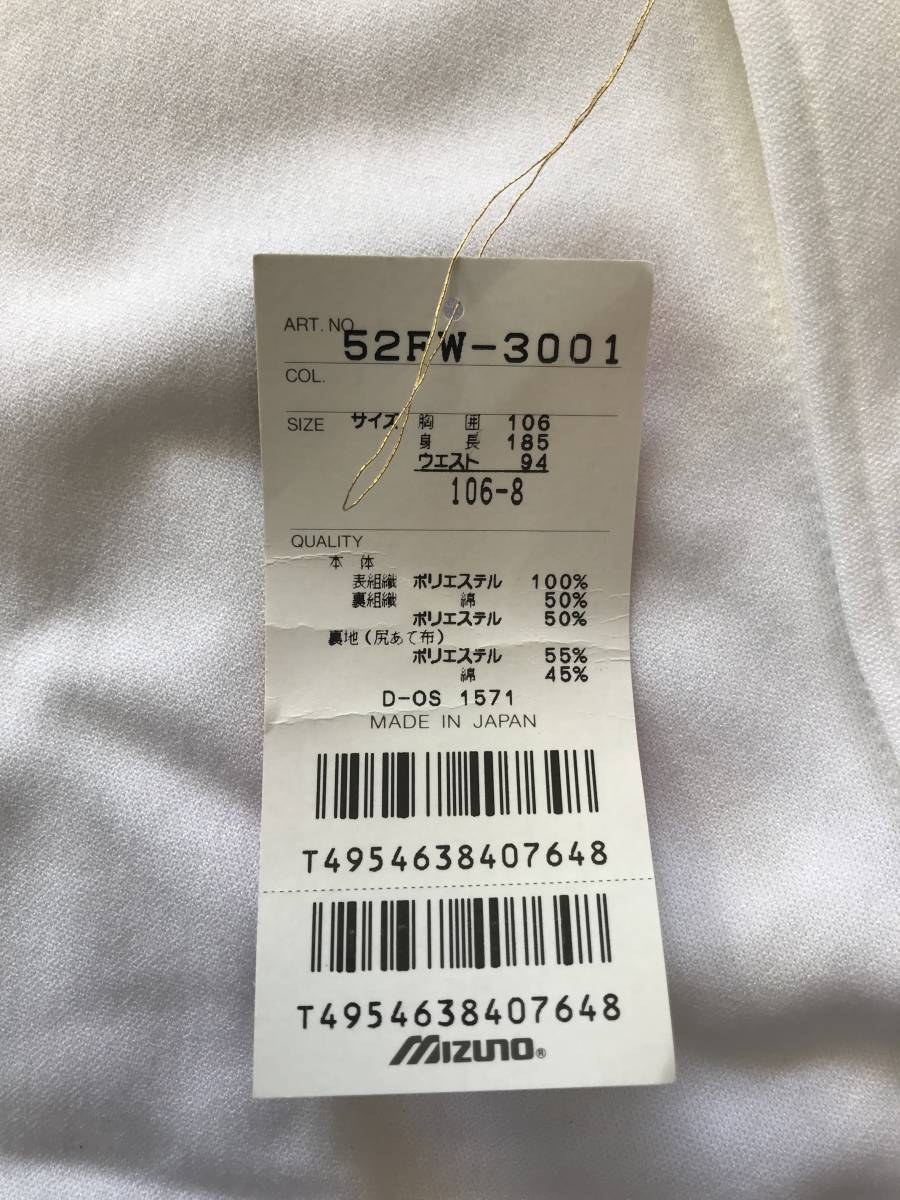 ART. NO. 52FW-3001
COL.
SIZE サイズ 胸囲 106
身長 185
ウエスト 94
106-8
QUALITY
本体
表組織 ポリエステル 100%
裏組織 綿 50%
ポリエステル 50%
裏地(尻あて布)
ポリエステル 55%
綿 45%
D-OS 1571
MADE IN JAPAN
T4954638407648
T4954638407648
MIZUNO®